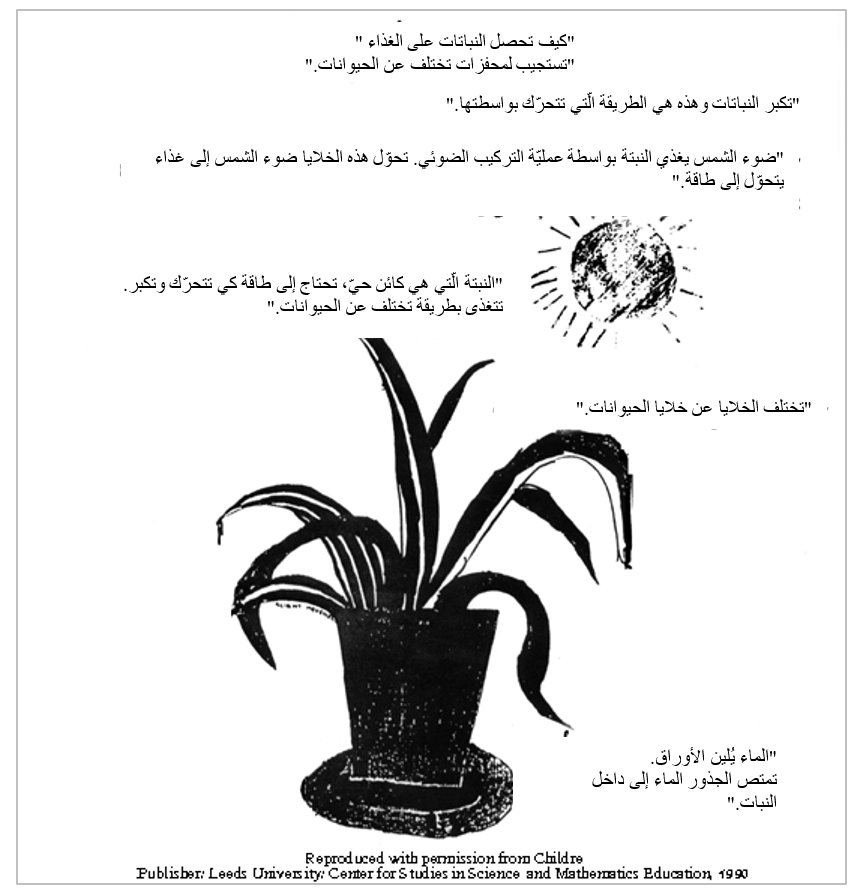 "كيف تحصل النباتات على الغذاء "
"تستجيب لمحفزات تختلف عن الحيوانات."
"تكبر النباتات وهذه هي الطريقة الّتي تتحرّك بواسطتها."
"ضوء الشمس يغذي النبتة بواسطة عمليّة التركيب الضوئي. تحوّل هذه الخلايا ضوء الشمس إلى غذاء
يتحوّل إلى طاقة."
"النبتة الّتي هي كائن حيّ، تحتاج إلى طاقة كي تتحرّك وتكبر.
تتغذى بطريقة تختلف عن الحيوانات."
"تختلف الخلايا عن خلايا الحيوانات."
"الماء يُلين الأوراق.
تمتص الجذور الماء إلى داخل
النبات."
Reproduced with permission from Childre
Publisher: Leeds University: Center for Studies in Science and Mathematics Education, 1990